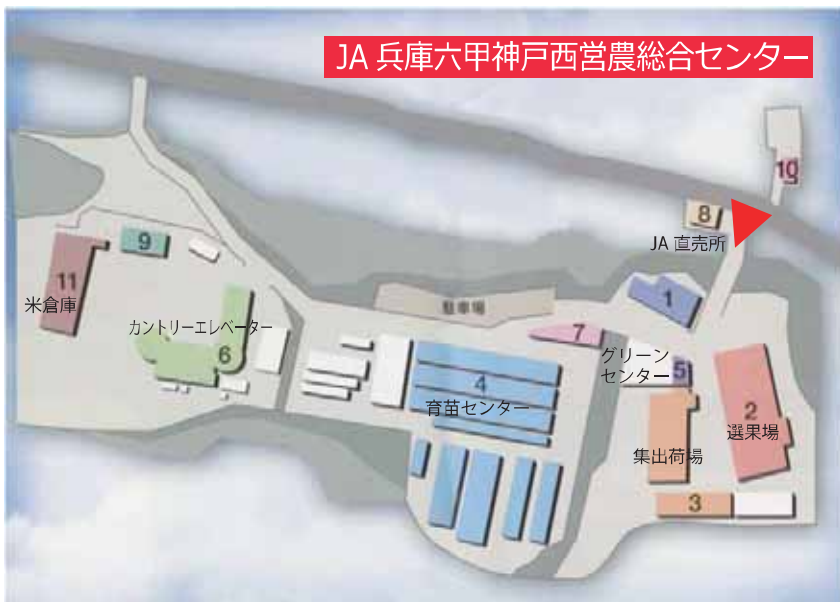 JA 兵庫六甲神戸西営農総合センター
10
8
JA 直売所
9
11
米倉庫
1
カントリーエレベーター
6
駐車場
7
グリーン
センター
5
4
育苗センター
2
選果場
集出荷場
3